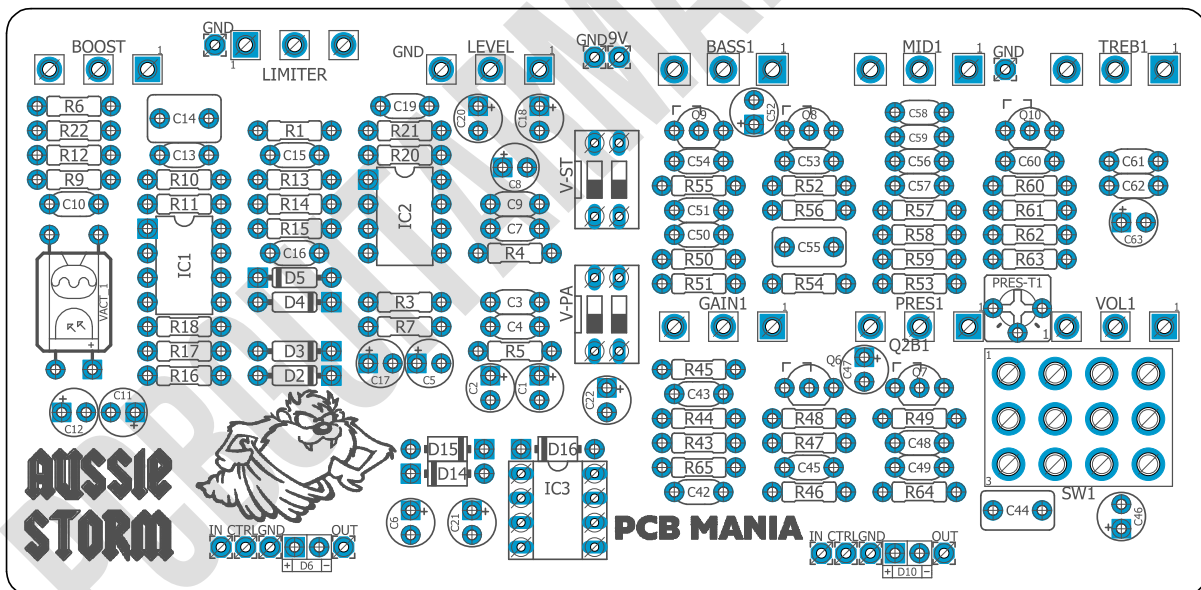 GND
BOOST
1
1
LIMITER
GND
LEVEL
1
GND 9V
BASS1
1
MID1
1
GND
TREB1
1
R6
R22
R12
R9
C10
C14
C13
R10
R11
IC1
R18
R17
R16
VACT_1
+
C12
+
C11
+
R1
C15
R13
R14
R15
C16
D5
D4
D3
D2
C19
R21
R20
IC2
R3
R7
C17
+
C5
+
C20
+
C18
+
C8
+
C9
C7
R4
C3
C4
R5
C2
+
C1
+
V-ST
V-PA
C22
+
Q9
C52
+
Q8
C54
R55
C51
C50
R50
R51
C53
R52
R56
C55
R54
C58
C59
C56
C57
R57
R58
R59
R53
Q10
C60
R60
R61
R62
R63
C61
C62
C63
+
GAIN1
1
PRES1
1
PRES-T1
1
VOL1
1
Q2B1
Q6
C47
+
Q7
R45
C43
R44
R43
R65
C42
R48
R47
C45
R46
R49
C48
C49
R64
1
3
SW1
C44
C46
+
D15
D14
D16
IC3
C6
+
C21
+
AUSSIE
STORM
PCB MANIA
IN CTRL GND OUT
+ D6 -
IN CTRL GND OUT
+ D10 -